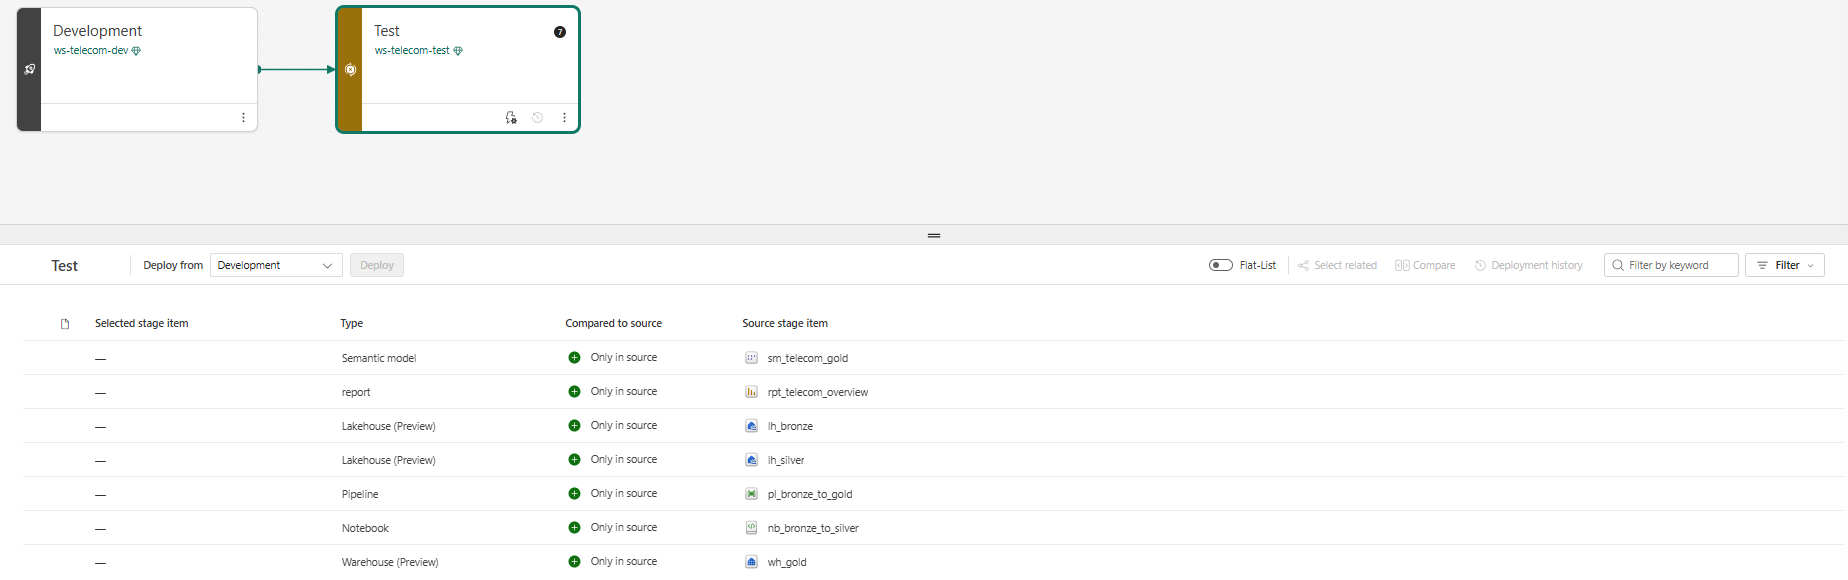 Development
ws-telecom-dev
Test
7
ws-telecom-test
Test
Deploy from
Development
Deploy
Flat-List
Select related
Compare
Deployment history
Filter by keyword
Filter
Selected stage item Type Compared to source Source stage item
— Semantic model Only in source sm_telecom_gold
— report Only in source rpt_telecom_overview
— Lakehouse (Preview) Only in source lh_bronze
— Lakehouse (Preview) Only in source lh_silver
— Pipeline Only in source pl_bronze_to_gold
— Notebook Only in source nb_bronze_to_silver
— Warehouse (Preview) Only in source wh_gold